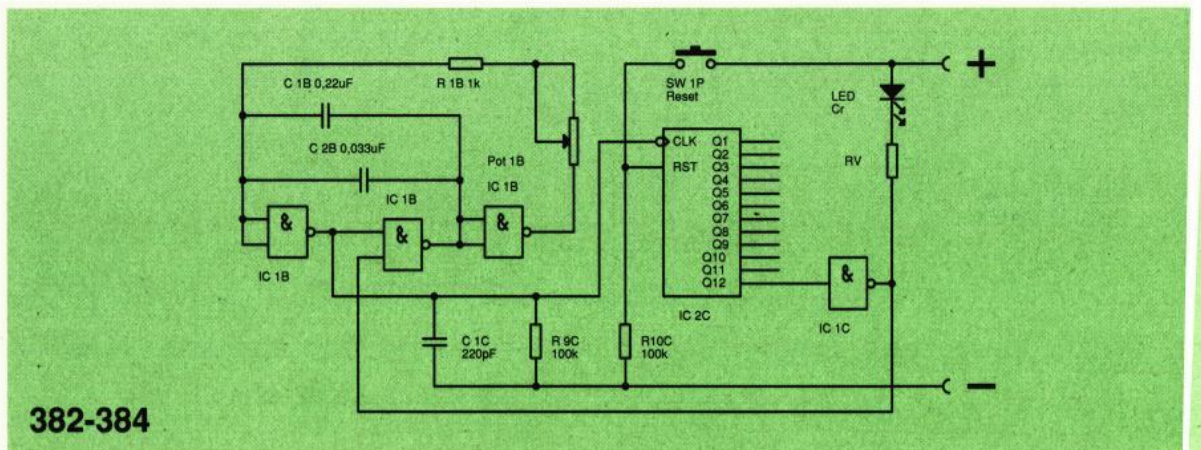 C 1B 0,22uF
R 1B 1k
C 2B 0,033uF
IC 1B
Pot 1B
IC 1B
&
&
&
IC 1B
C 1C
220pF
R 9C
100k
R10C
100k
SW 1P
Reset
CLK
RST
Q1
Q2
Q3
Q4
Q5
Q6
Q7
Q8
Q9
Q10
Q11
Q12
IC 2C
LED
Cr
RV
&
IC 1C
+
−
382-384